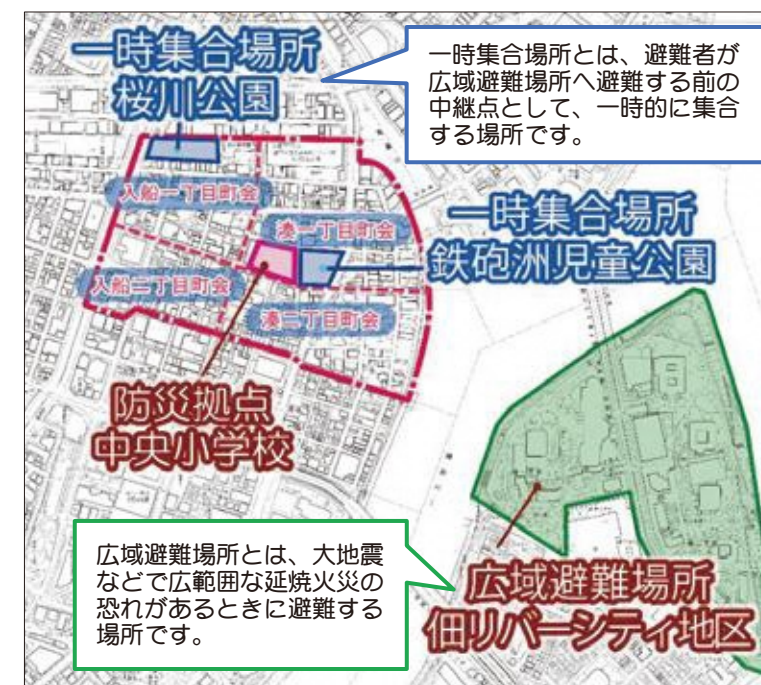 一時集合場所
桜川公園
一時集合場所とは、避難者が
広域避難場所へ避難する前の
中継点として、一時的に集合
する場所です。
入船一丁目町会
湊一丁目町会
一時集合場所
鉄砲洲児童公園
入船二丁目町会
湊二丁目町会
防災拠点
中央小学校
広域避難場所とは、大地震
などで広範囲な延焼火災の
恐れがあるときに避難する
場所です。
広域避難場所
佃リバーシティ地区